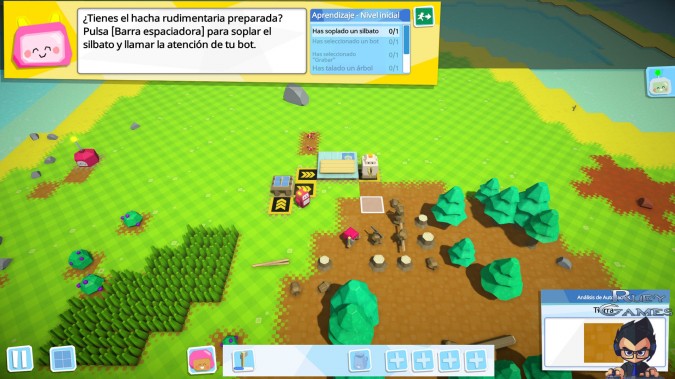 ¿Tienes el hacha rudimentaria preparada?
Pulsa [Barra espaciadora] para soplar el
silbato y llamar la atención de tu bot.
Aprendizaje - Nivel inicial
Has soplado un silbato 0/1
Has seleccionado un bot 0/1
Has seleccionado 0/1
Has talado un árbol 0/1
Análisis de
Tierra
Games